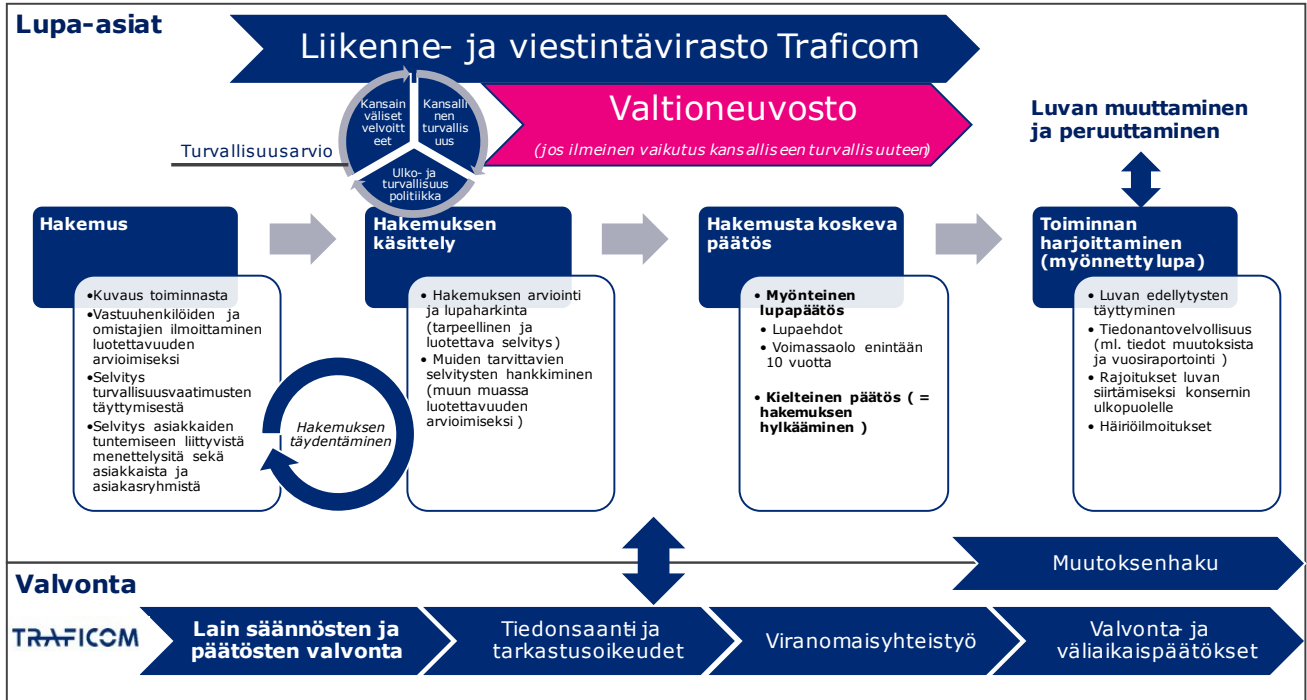 Lupa-asiat
Liikenne- ja viestintävirasto Traficom
Kansain
väliset
velvoitt
eet
Kansalli
nen
turvallis
uus
Ulko- ja
turvallisuus
politiikka
Valtioneuvosto
(jos ilmeinen vaikutus kansalliseen turvallisuuteen)
Luvan muuttaminen
ja peruuttaminen
Turvallisuusarvio
Hakemus
•Kuvaus toiminnasta
•Vastuuhenkilöiden ja
omistajien ilmoittaminen
luotettavuuden
arvioimiseksi
•Selvitys
turvallisuusvaatimusten
täyttymisestä
•Selvitys asiakkaiden
tuntemiseen liittyvistä
menettelysitä sekä
asiakkaista ja
asiakasryhmistä
Hakemuksen
täydentäminen
Hakemuksen
käsittely
• Hakemuksen arviointi
ja lupaharkinta
(tarpeellinen ja
luotettava selvitys)
• Muiden tarvittavien
selvitysten hankkiminen
(muun muassa
luotettavuuden
arvioimiseksi )
Hakemusta koskeva
päätös
• Myönteinen
lupapäätös
• Lupaehdot
• Voimassaolo enintään
10 vuotta
• Kielteinen päätös ( =
hakemuksen
hylkääminen )
Toiminnan
harjoittaminen
(myönnetty lupa)
• Luvan edellytysten
täyttyminen
• Tiedonantovelvollisuus
(ml. tiedot muutoksista
ja vuosiraportointi )
• Rajoitukset luvan
siirtämiseksi konsernin
ulkopuolelle
• Häiriöilmoitukset
Muutoksenhaku
Valvonta
TRAFICOM
Lain säännösten ja
päätösten valvonta
Tiedonsaanti- ja
tarkastusoikeudet
Viranomaisyhteistyö
Valvonta- ja
väliaikaispäätökset